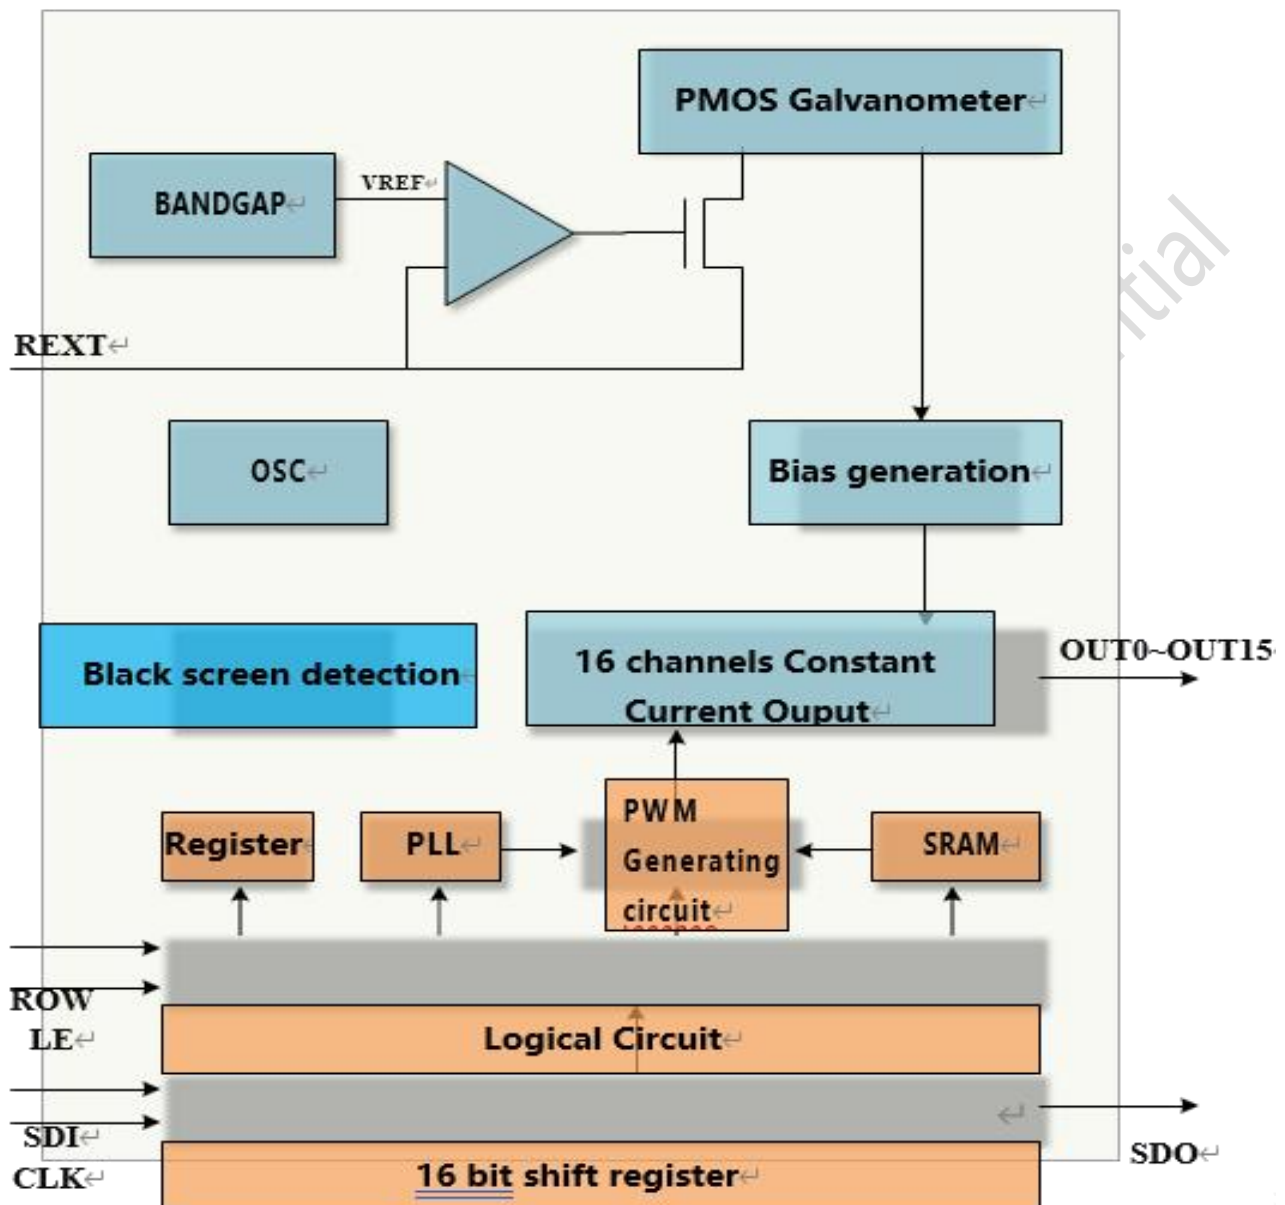 PMOS Galvanometer
BANDGAP
VREF
REXT
OSC
Bias generation
Black screen detection
16 channels Constant
Current Ouput
OUT0~OUT15
Register
PLL
PWM
Generating
circuit
SRAM
ROW
LE
Logical Circuit
SDI
CLK
16 bit shift register
SDO